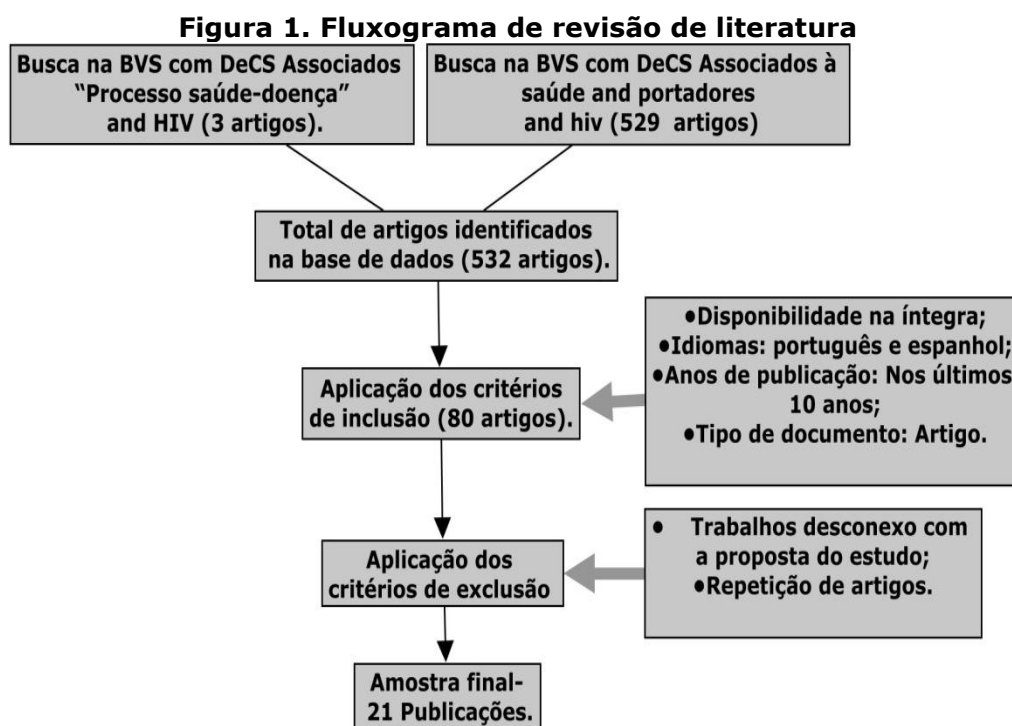 Figura 1. Fluxograma de revisão de literatura
Busca na BVS com DeCS Associados
“Processo saúde-doença”
and HIV (3 artigos).
Busca na BVS com DeCS Associados à
saúde and portadores
and hiv (529 artigos)
Total de artigos identificados
na base de dados (532 artigos).
●Disponibilidade na íntegra;
●Idiomas: português e espanhol;
●Anos de publicação: Nos últimos
10 anos;
●Tipo de documento: Artigo.
Aplicação dos critérios
de inclusão (80 artigos).
● Trabalhos desconexo com
a proposta do estudo;
●Repetição de artigos.
Aplicação dos
critérios de exclusão
Amostra final-
21 Publicações.